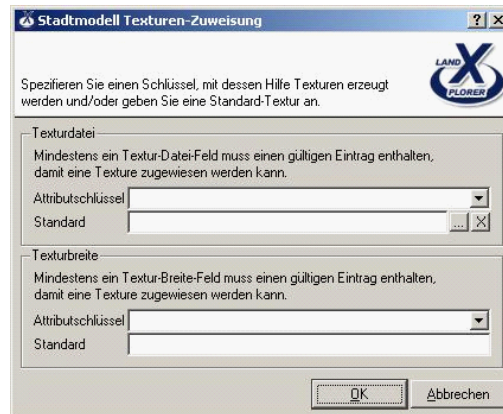 Stadtmodell Texturen-Zuweisung
LAND
X
PLORER
Spezifieren Sie einen Schlüssel, mit dessen Hilfe Texturen erzeugt
werden und/oder geben Sie eine Standard-Textur an.
Texturdatei
Mindestens ein Textur-Datei-Feld muss einen gültigen Eintrag enthalten,
damit eine Texture zugewiesen werden kann.
Attributschlüssel
Standard ... X
Texturbreite
Mindestens ein Textur-Breite-Feld muss einen gültigen Eintrag enthalten,
damit eine Texture zugewiesen werden kann.
Attributschlüssel
Standard
OK Abbrechen